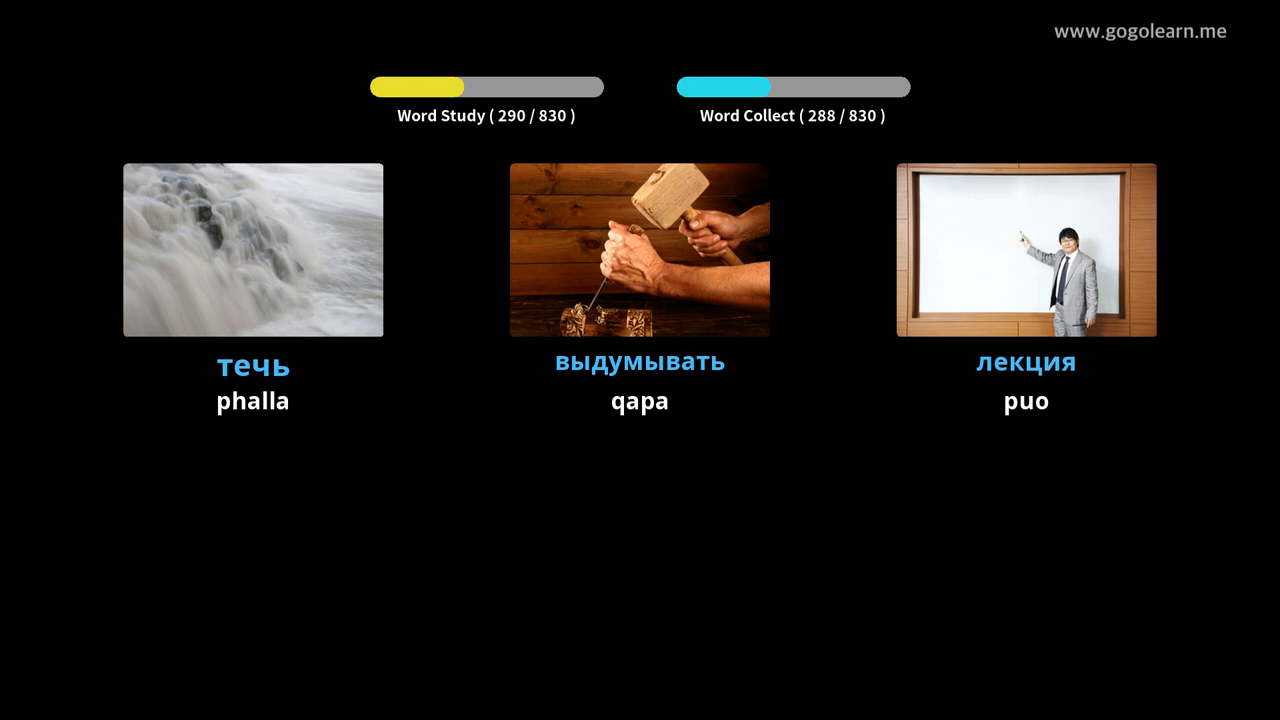 www.gogolearn.me
Word Study ( 290 / 830 )
Word Collect ( 288 / 830 )
течь
phalla
выдумывать
qapa
лекция
puo